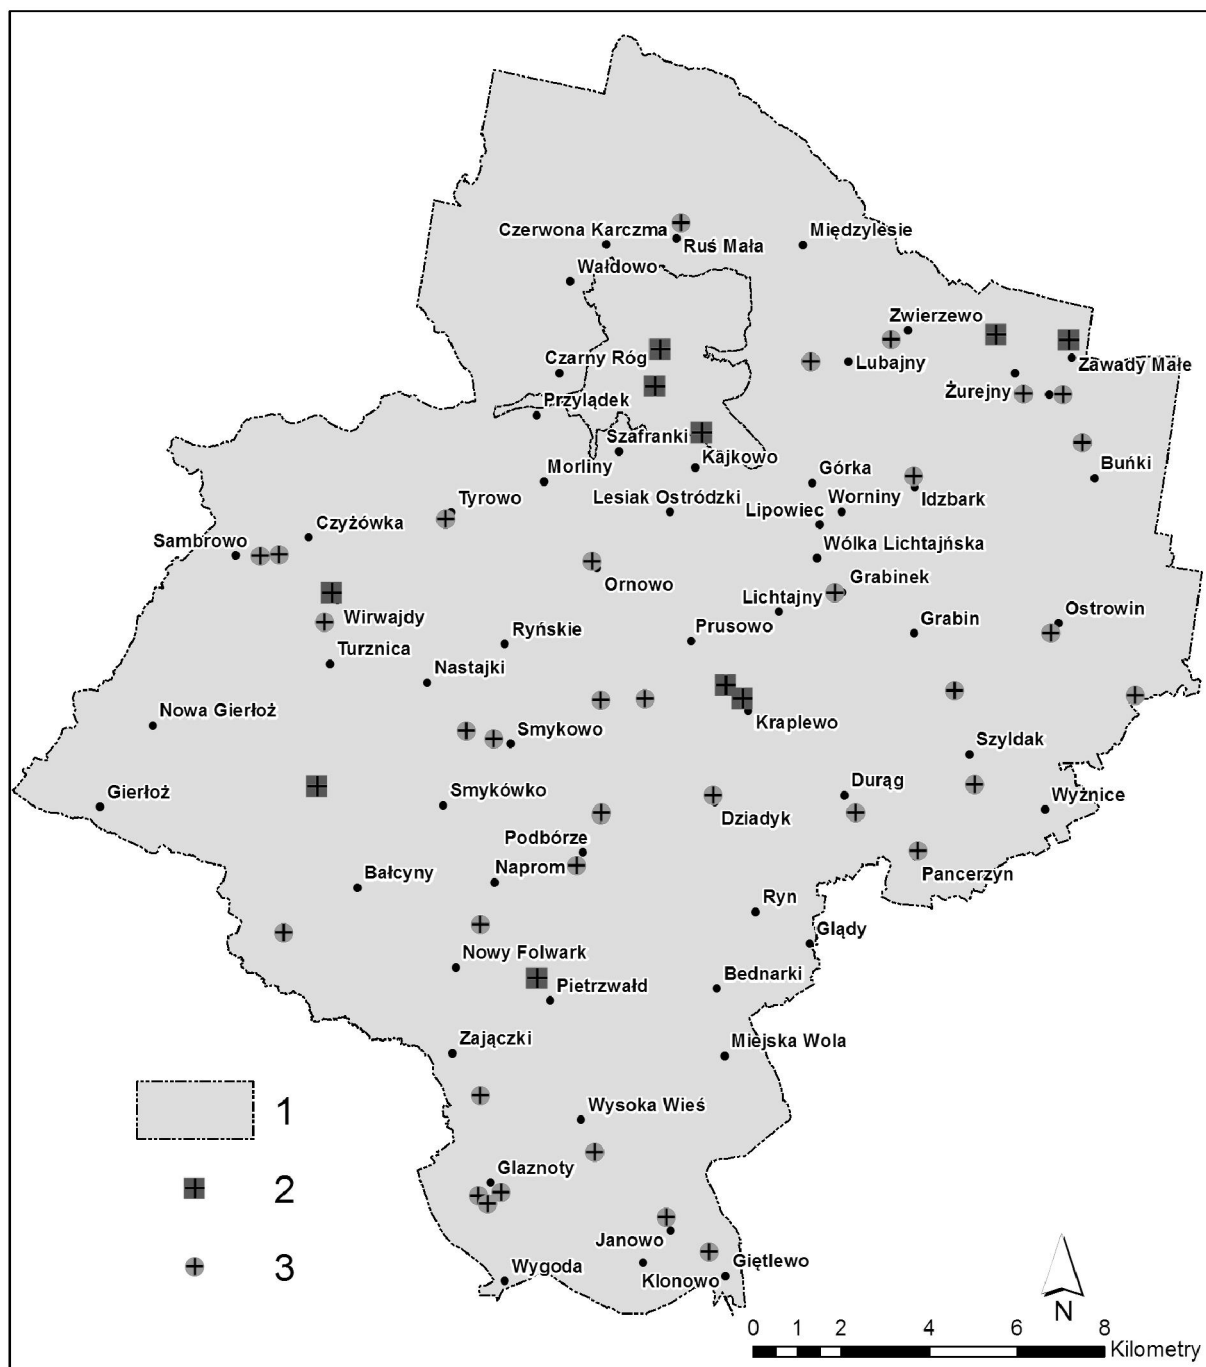 Czerwona Karczma
Ruś Mała
Międzylesie
Wałdowo
Zwierzewo
Czarny Róg
Lubajny
Zawady Małe
Żurejny
Przylądek
Szafranki
Kajkowo
Morliny
Górka
Buńki
Tyrowo
Lesiak Ostródzki
Worniny
Idzbark
Lipowiec
Czyżówka
Sambrowo
Wólka Lichtajńska
Ornowo
Grabinek
Lichtajny
Wirwajdy
Ostrowin
Ryńskie
Prusowo
Grabin
Turznica
Nastajki
Nowa Gierłoż
Kraplewo
Smykowo
Szyldak
Gierłoż
Smykówko
Durąg
Wyżnice
Dziadyk
Podbórze
Naprom
Bałcyny
Pancerzyn
Ryn
Glądy
Nowy Folwark
Bednarki
Pietrzwałd
Zajączki
Miejska Wola
1
Wysoka Wieś
Glaznoty
2
Janowo
3
Giętlewo
Wygoda
Klonowo
N
0 1 2 4 6 8
Kilometry